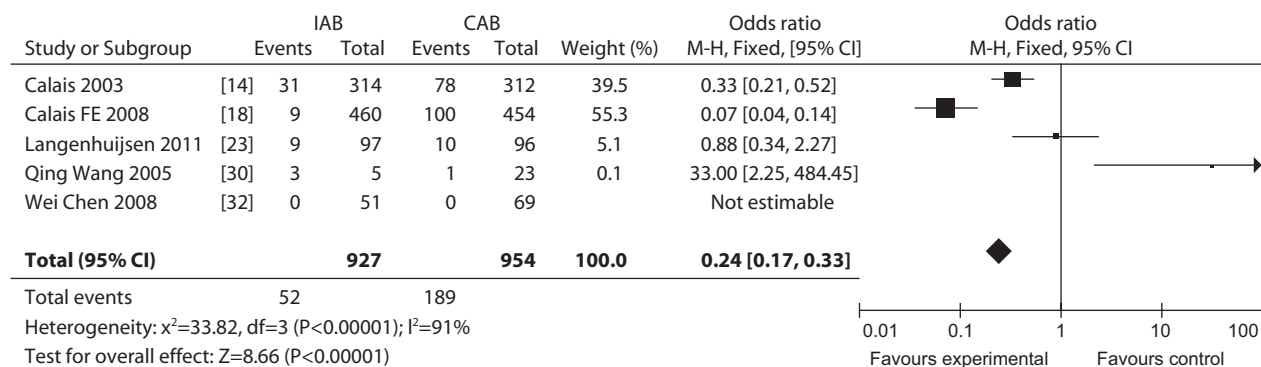 IAB CAB Odds ratio Odds ratio
Study or Subgroup Events Total Events Total Weight (%) M-H, Fixed, [95% CI] M-H, Fixed, 95% CI
Calais 2003 [14] 31 314 78 312 39.5 0.33 [0.21, 0.52]
Calais FE 2008 [18] 9 460 100 454 55.3 0.07 [0.04, 0.14]
Langenhuijsen 2011 [23] 9 97 10 96 5.1 0.88 [0.34, 2.27]
Qing Wang 2005 [30] 3 5 1 23 0.1 33.00 [2.25, 484.45]
Wei Chen 2008 [32] 0 51 0 69 Not estimable
Total (95% CI) 927 954 100.0 0.24 [0.17, 0.33]
Total events 52 189
Heterogeneity: x²=33.82, df=3 (P<0.00001); I²=91%
Test for overall effect: Z=8.66 (P<0.00001)
0.01 0.1 1 10 100
Favours experimental Favours control